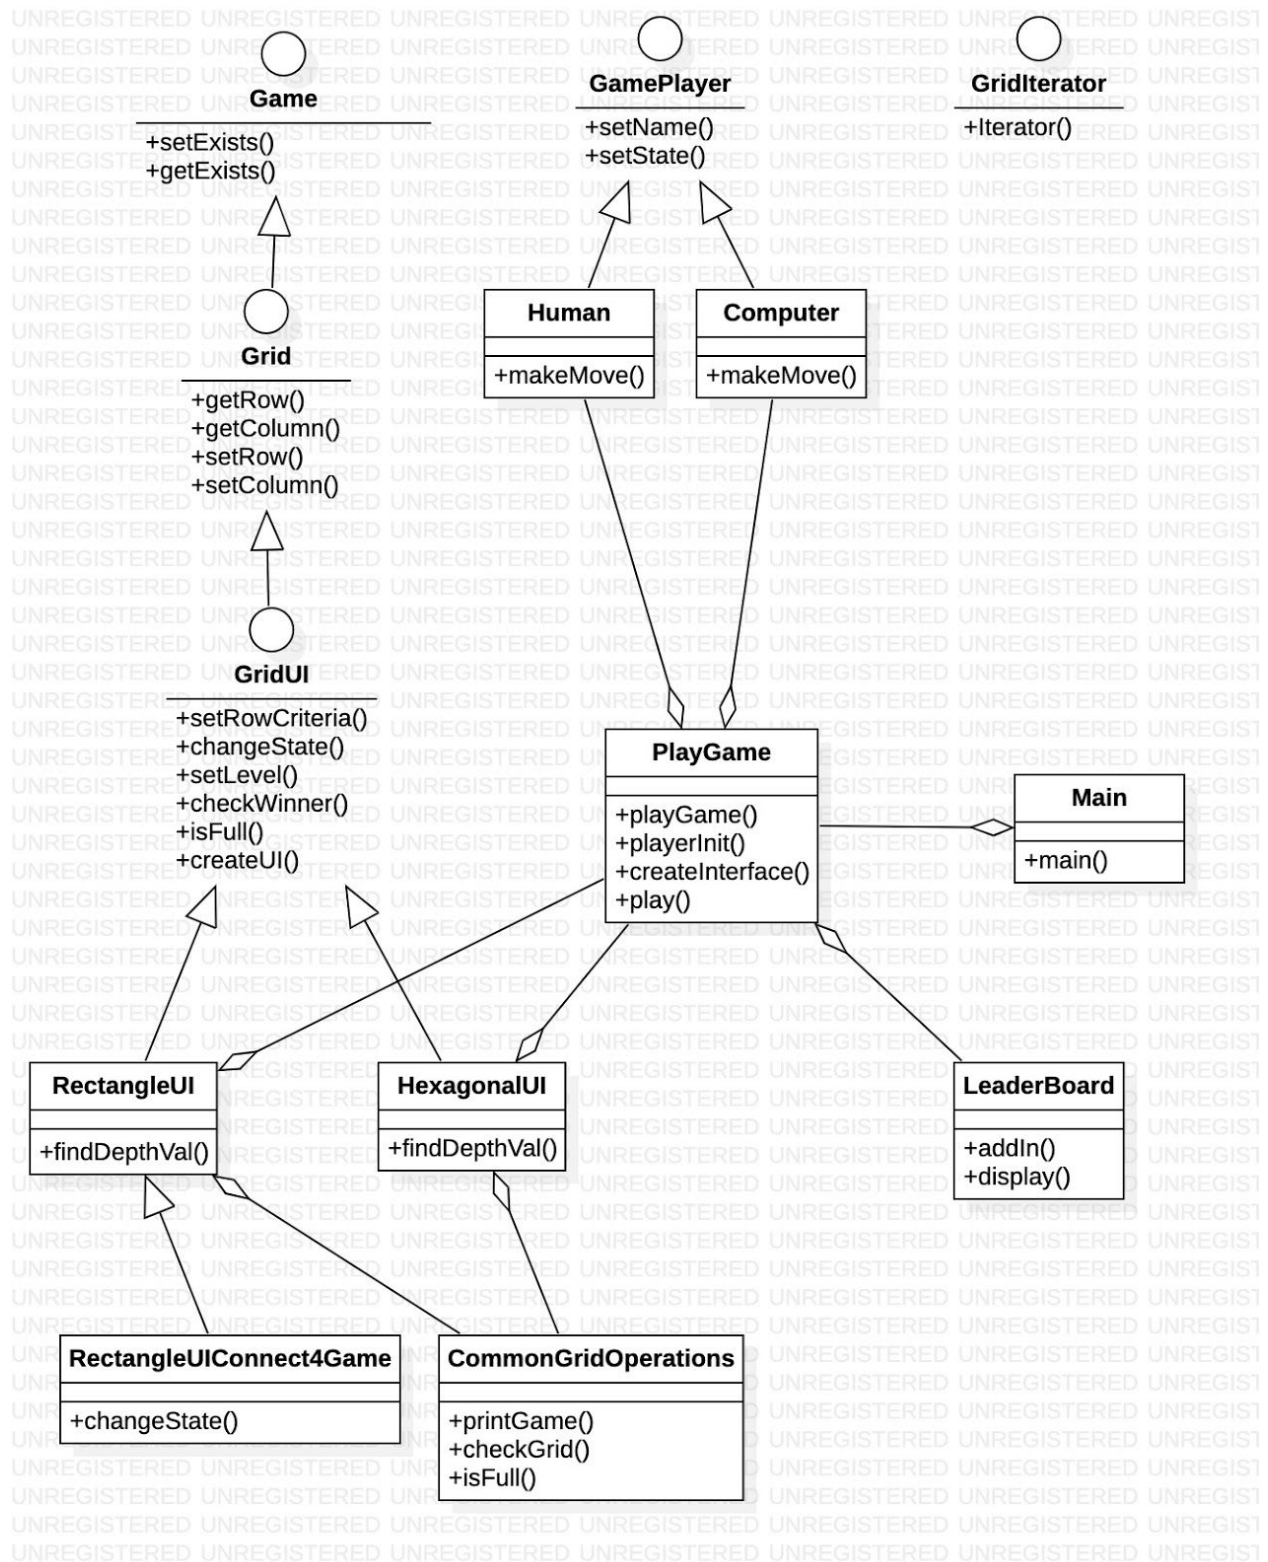 Game
+setExists()
+getExists()
GamePlayer
+setName()
+setState()
GridIterator
+Iterator()
Grid
+getRow()
+getColumn()
+setRow()
+setColumn()
Human
+makeMove()
Computer
+makeMove()
GridUI
+setRowCriteria()
+changeState()
+setLevel()
+checkWinner()
+isFull()
+createUI()
PlayGame
+playGame()
+playerInit()
+createInterface()
+play()
Main
+main()
RectangleUI
+findDepthVal()
HexagonalUI
+findDepthVal()
LeaderBoard
+addIn()
+display()
RectangleUIConnect4Game
+changeState()
CommonGridOperations
+printGame()
+checkGrid()
+isFull()
UNREGISTERED